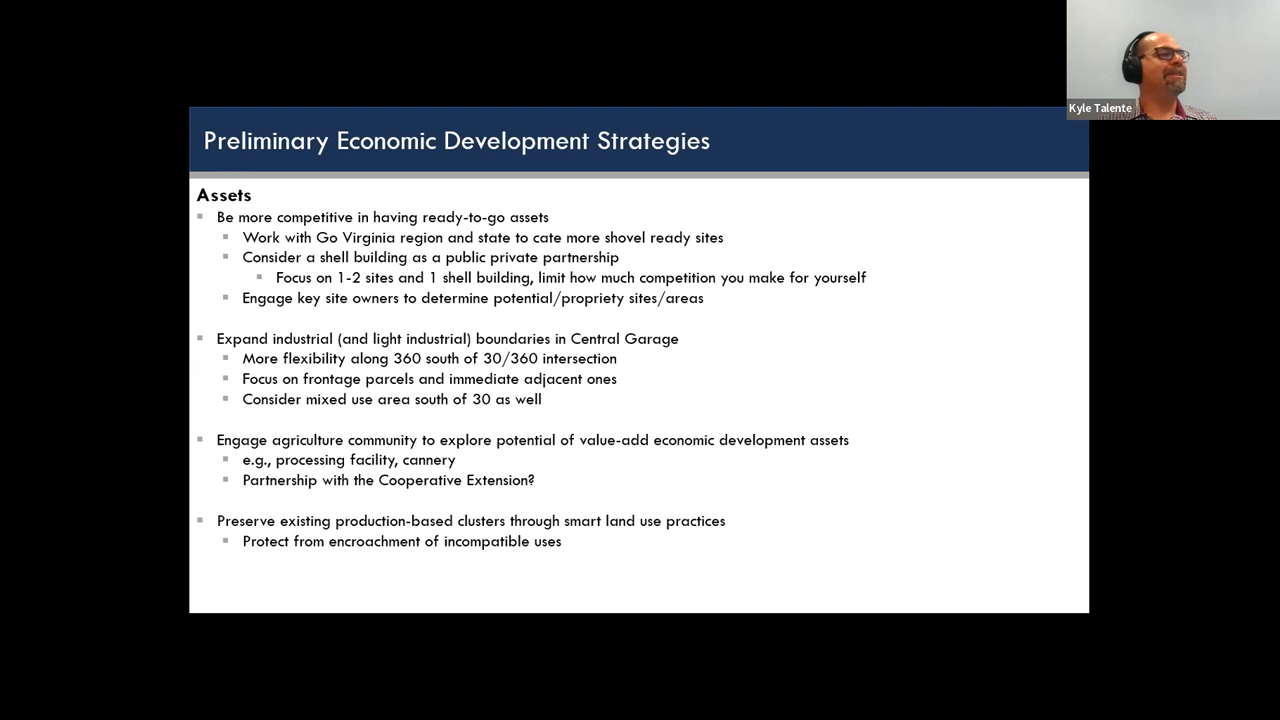 Kyle Talente
Preliminary Economic Development Strategies
Assets
Be more competitive in having ready-to-go assets
Work with Go Virginia region and state to cate more shovel ready sites
Consider a shell building as a public private partnership
Focus on 1-2 sites and 1 shell building, limit how much competition you make for yourself
Engage key site owners to determine potential/propriety sites/areas
Expand industrial (and light industrial) boundaries in Central Garage
More flexibility along 360 south of 30/360 intersection
Focus on frontage parcels and immediate adjacent ones
Consider mixed use area south of 30 as well
Engage agriculture community to explore potential of value-add economic development assets
e.g., processing facility, cannery
Partnership with the Cooperative Extension?
Preserve existing production-based clusters through smart land use practices
Protect from encroachment of incompatible uses